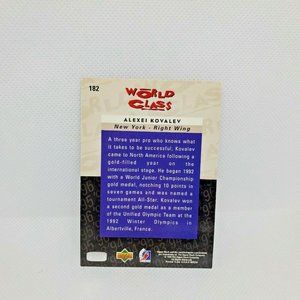 182
WORLD
CLASS
ALEXEI KOVALEV
New York - Right Wing
A three year pro who knows what
it takes to be successful, Kovalev
came to North America following a
gold-filled year on the
international stage. He began 1992
with a World Junior Championship
gold medal, notching 10 points in
seven games and was named a
tournament All-Star. Kovalev won
a second gold medal as a member
of the Unified Olympic Team at the
1992 Winter Olympics in
Albertville, France.